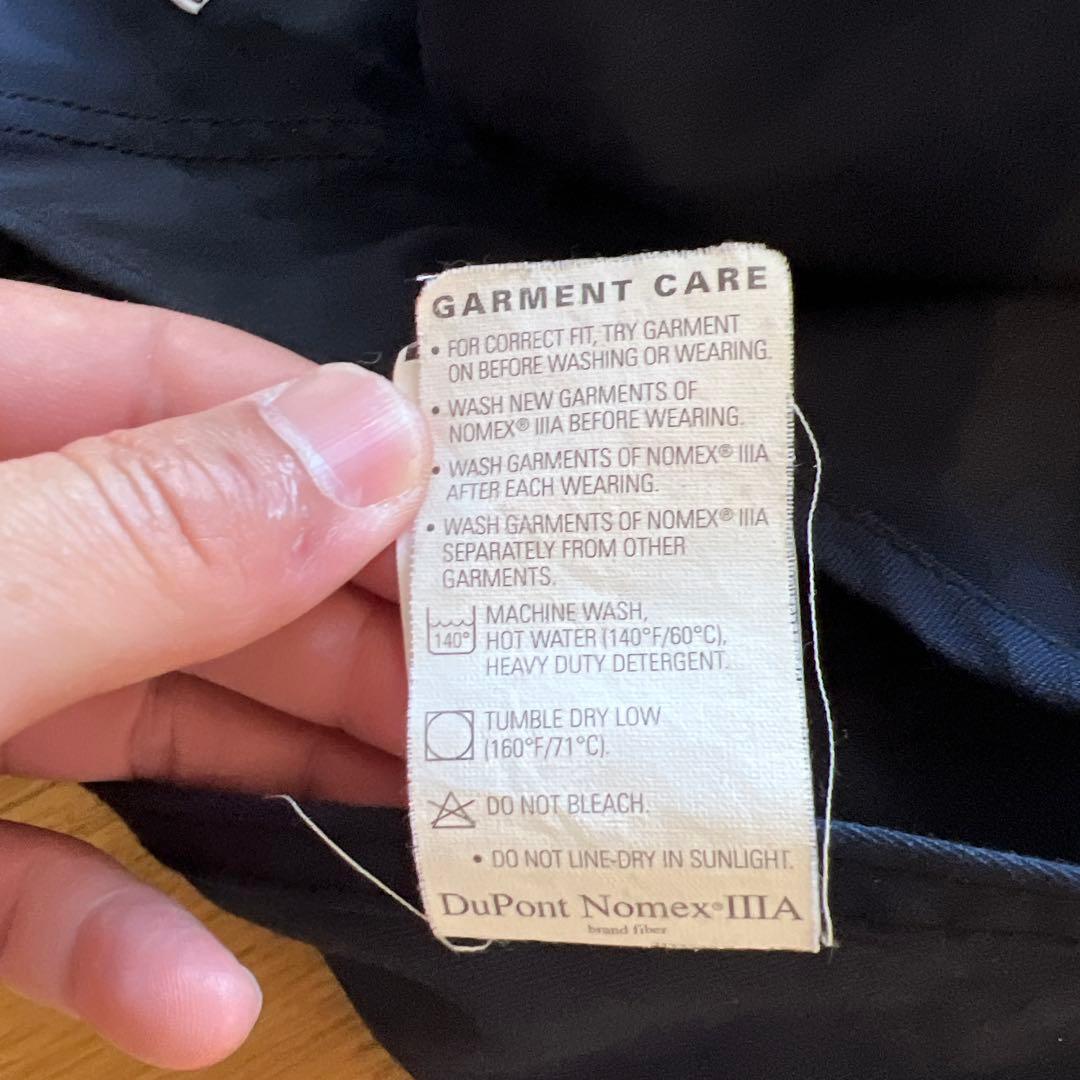 GARMENT CARE
• FOR CORRECT FIT, TRY GARMENT
ON BEFORE WASHING OR WEARING.
• WASH NEW GARMENTS OF
NOMEX® IIIA BEFORE WEARING.
• WASH GARMENTS OF NOMEX® IIIA
AFTER EACH WEARING.
• WASH GARMENTS OF NOMEX® IIIA
SEPARATELY FROM OTHER
GARMENTS.
140°
MACHINE WASH,
HOT WATER (140°F/60°C),
HEAVY DUTY DETERGENT.
TUMBLE DRY LOW
(160°F/71°C).
DO NOT BLEACH.
• DO NOT LINE-DRY IN SUNLIGHT.
DuPont Nomex® IIIA
brand fiber